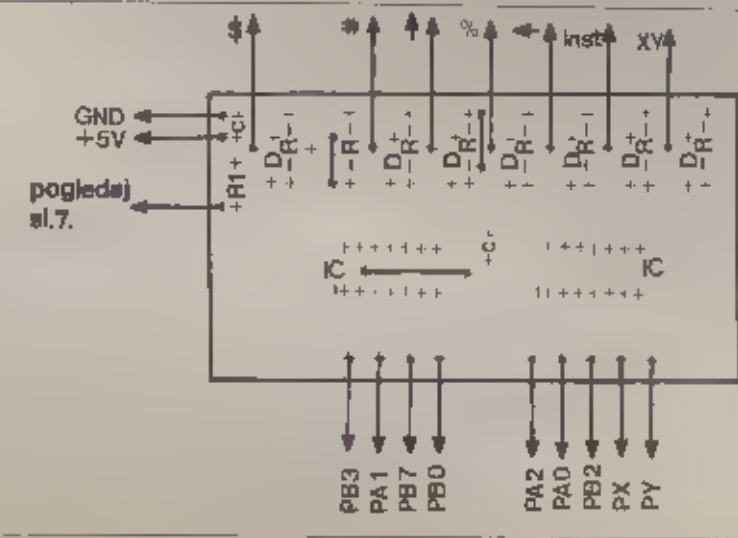 $ * % Inst XY
GND
+5V
+C+
D R D R D R D R D R D R
-R-
+R1+
pogledaj
sl.7.
IC
C
IC
PB3 PA1 PB7 PB0 PA2 PA0 PB2 PX PY